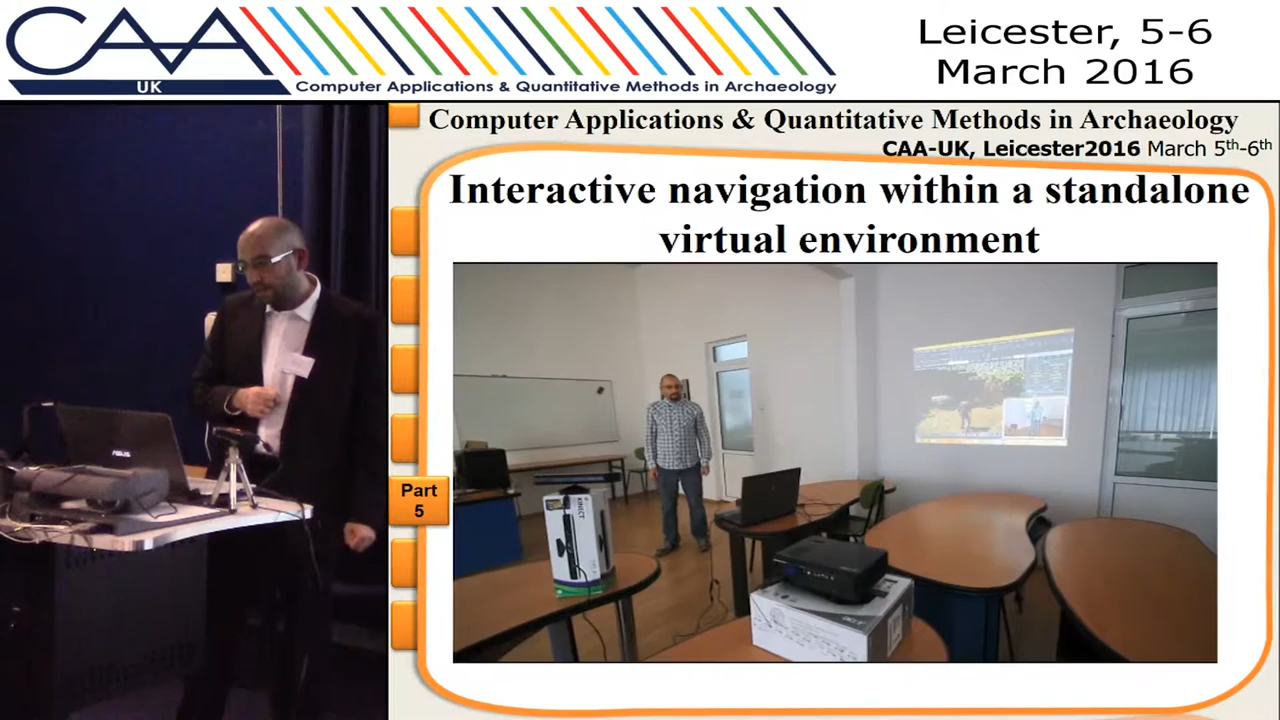 CAA
UK
Computer Applications & Quantitative Methods in Archaeology
Leicester, 5-6
March 2016
Computer Applications & Quantitative Methods in Archaeology
CAA-UK, Leicester2016 March 5th-6th
Interactive navigation within a standalone
virtual environment
Part
5
KINECT
acer
ASUS